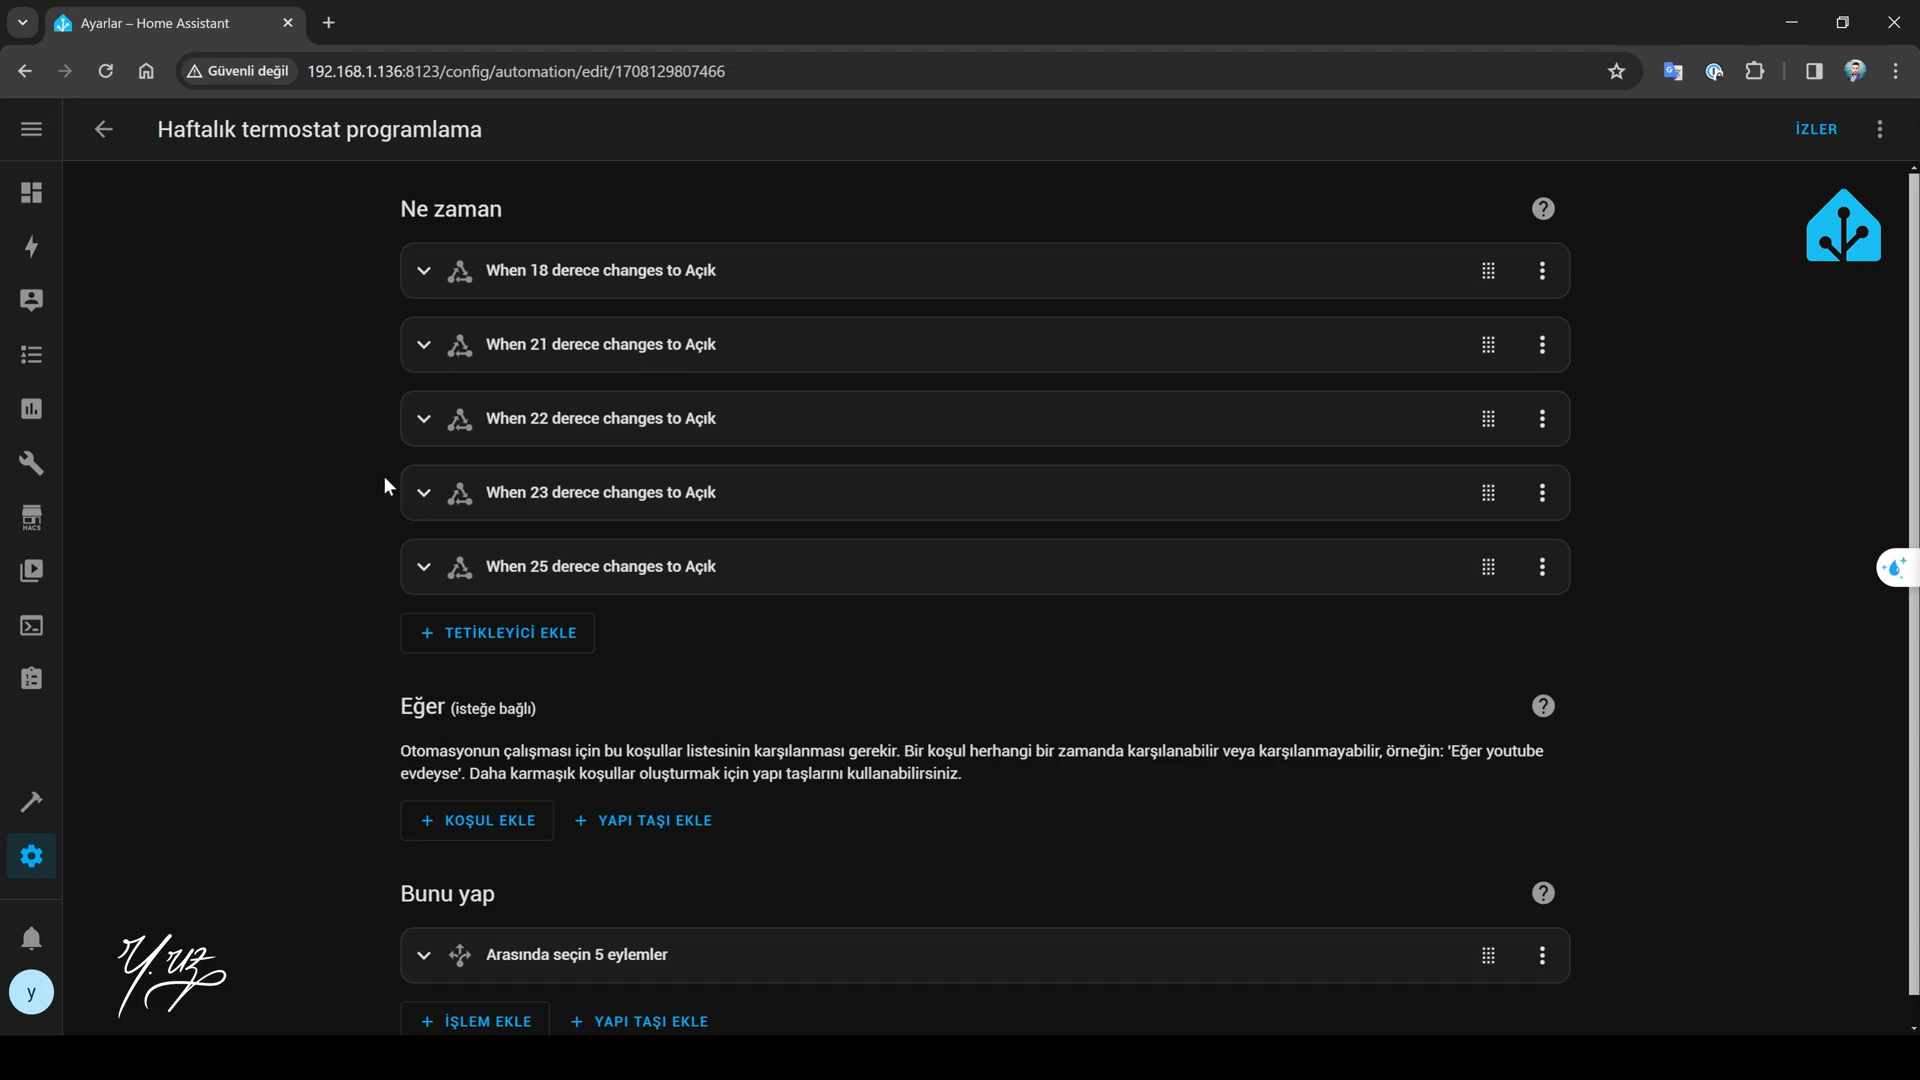 Ayarlar – Home Assistant
Güvenli değil
192.168.1.136:8123/config/automation/edit/1708129807466
Haftalık termostat programlama
İZLER
Ne zaman
When 18 derece changes to Açık
When 21 derece changes to Açık
When 22 derece changes to Açık
When 23 derece changes to Açık
When 25 derece changes to Açık
+ TETİKLEYİCİ EKLE
HACS
Eğer (isteğe bağlı)
Otomasyonun çalışması için bu koşullar listesinin karşılanması gerekir. Bir koşul herhangi bir zamanda karşılanabilir veya karşılanmayabilir, örneğin: 'Eğer youtube
evdeyse'. Daha karmaşık koşullar oluşturmak için yapı taşlarını kullanabilirsiniz.
+ KOŞUL EKLE + YAPI TAŞI EKLE
Bunu yap
Arasında seçin 5 eylemler
+ İŞLEM EKLE + YAPI TAŞI EKLE
y
Y.uz